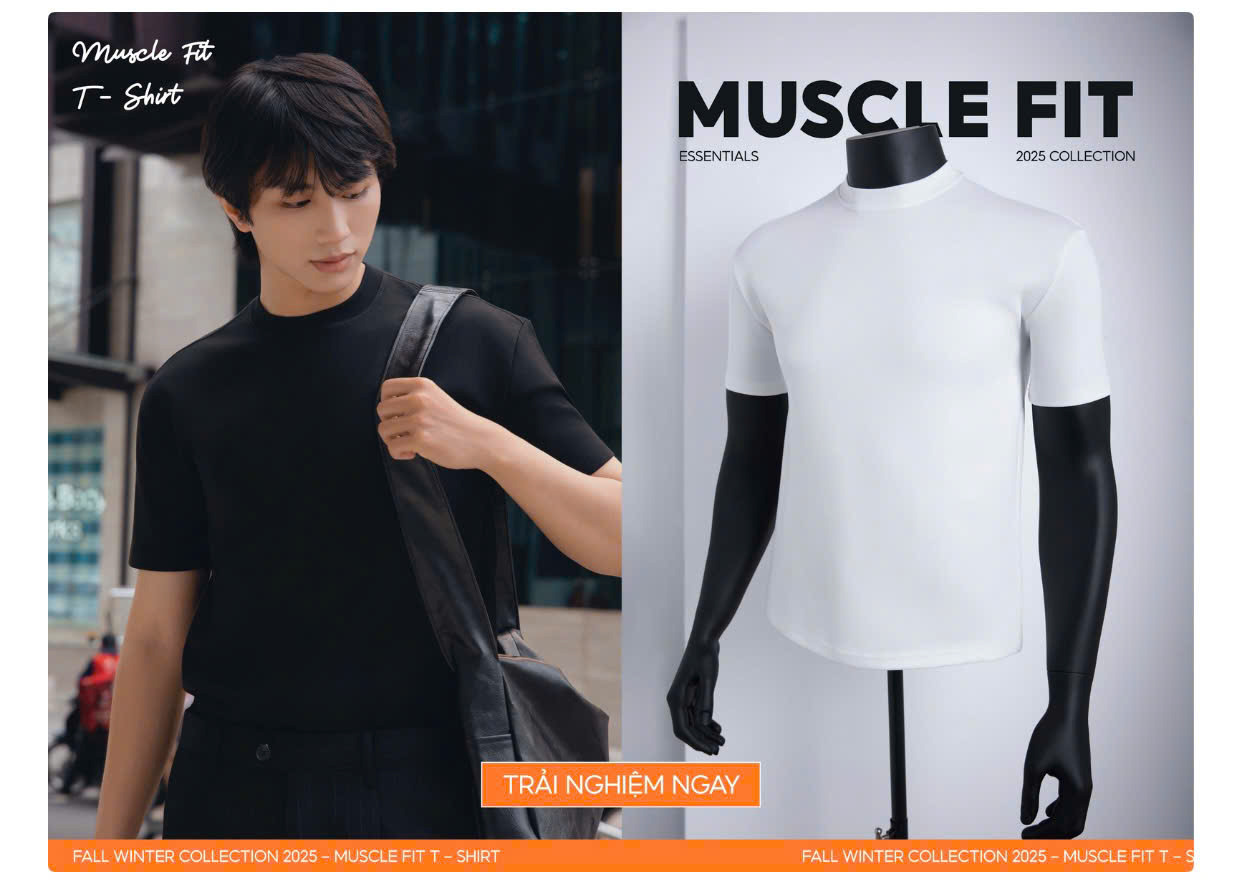 Muscle Fit
T - Shirt
MUSCLE FIT
ESSENTIALS
2025 COLLECTION
TRẢI NGHIỆM NGAY
FALL WINTER COLLECTION 2025 – MUSCLE FIT T – SHIRT
FALL WINTER COLLECTION 2025 – MUSCLE FIT T – S